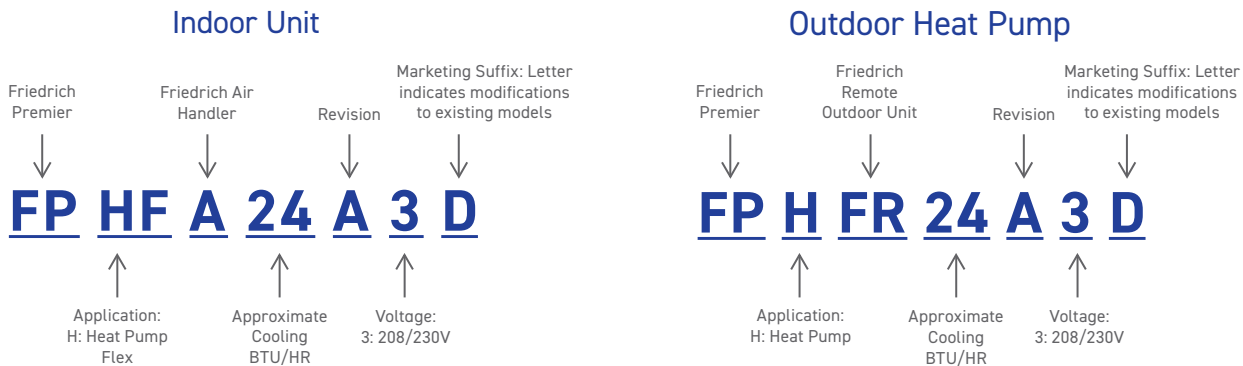 Indoor Unit
Friedrich
Premier
Friedrich Air
Handler
Revision
Marketing Suffix: Letter
indicates modifications
to existing models
FP HF A 24 A 3 D
Application:
H: Heat Pump
Flex
Approximate
Cooling
BTU/HR
Voltage:
3: 208/230V
Outdoor Heat Pump
Friedrich
Premier
Friedrich
Remote
Outdoor Unit
Revision
Marketing Suffix: Letter
indicates modifications
to existing models
FP H FR 24 A 3 D
Application:
H: Heat Pump
Approximate
Cooling
BTU/HR
Voltage:
3: 208/230V